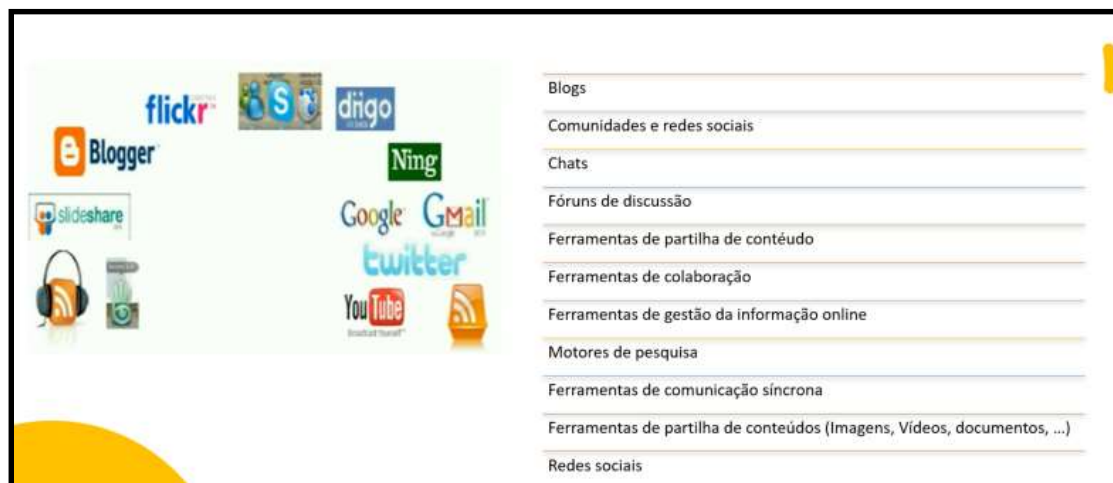 flickr
diigo
Blogger
Ning
slideshare
Google
Gmail
twitter
YouTube
Broadcast Yourself
Blogs
Comunidades e redes sociais
Chats
Fóruns de discussão
Ferramentas de partilha de contéudo
Ferramentas de colaboração
Ferramentas de gestão da informação online
Motores de pesquisa
Ferramentas de comunicação síncrona
Ferramentas de partilha de conteúdos (Imagens, Vídeos, documentos, ...)
Redes sociais